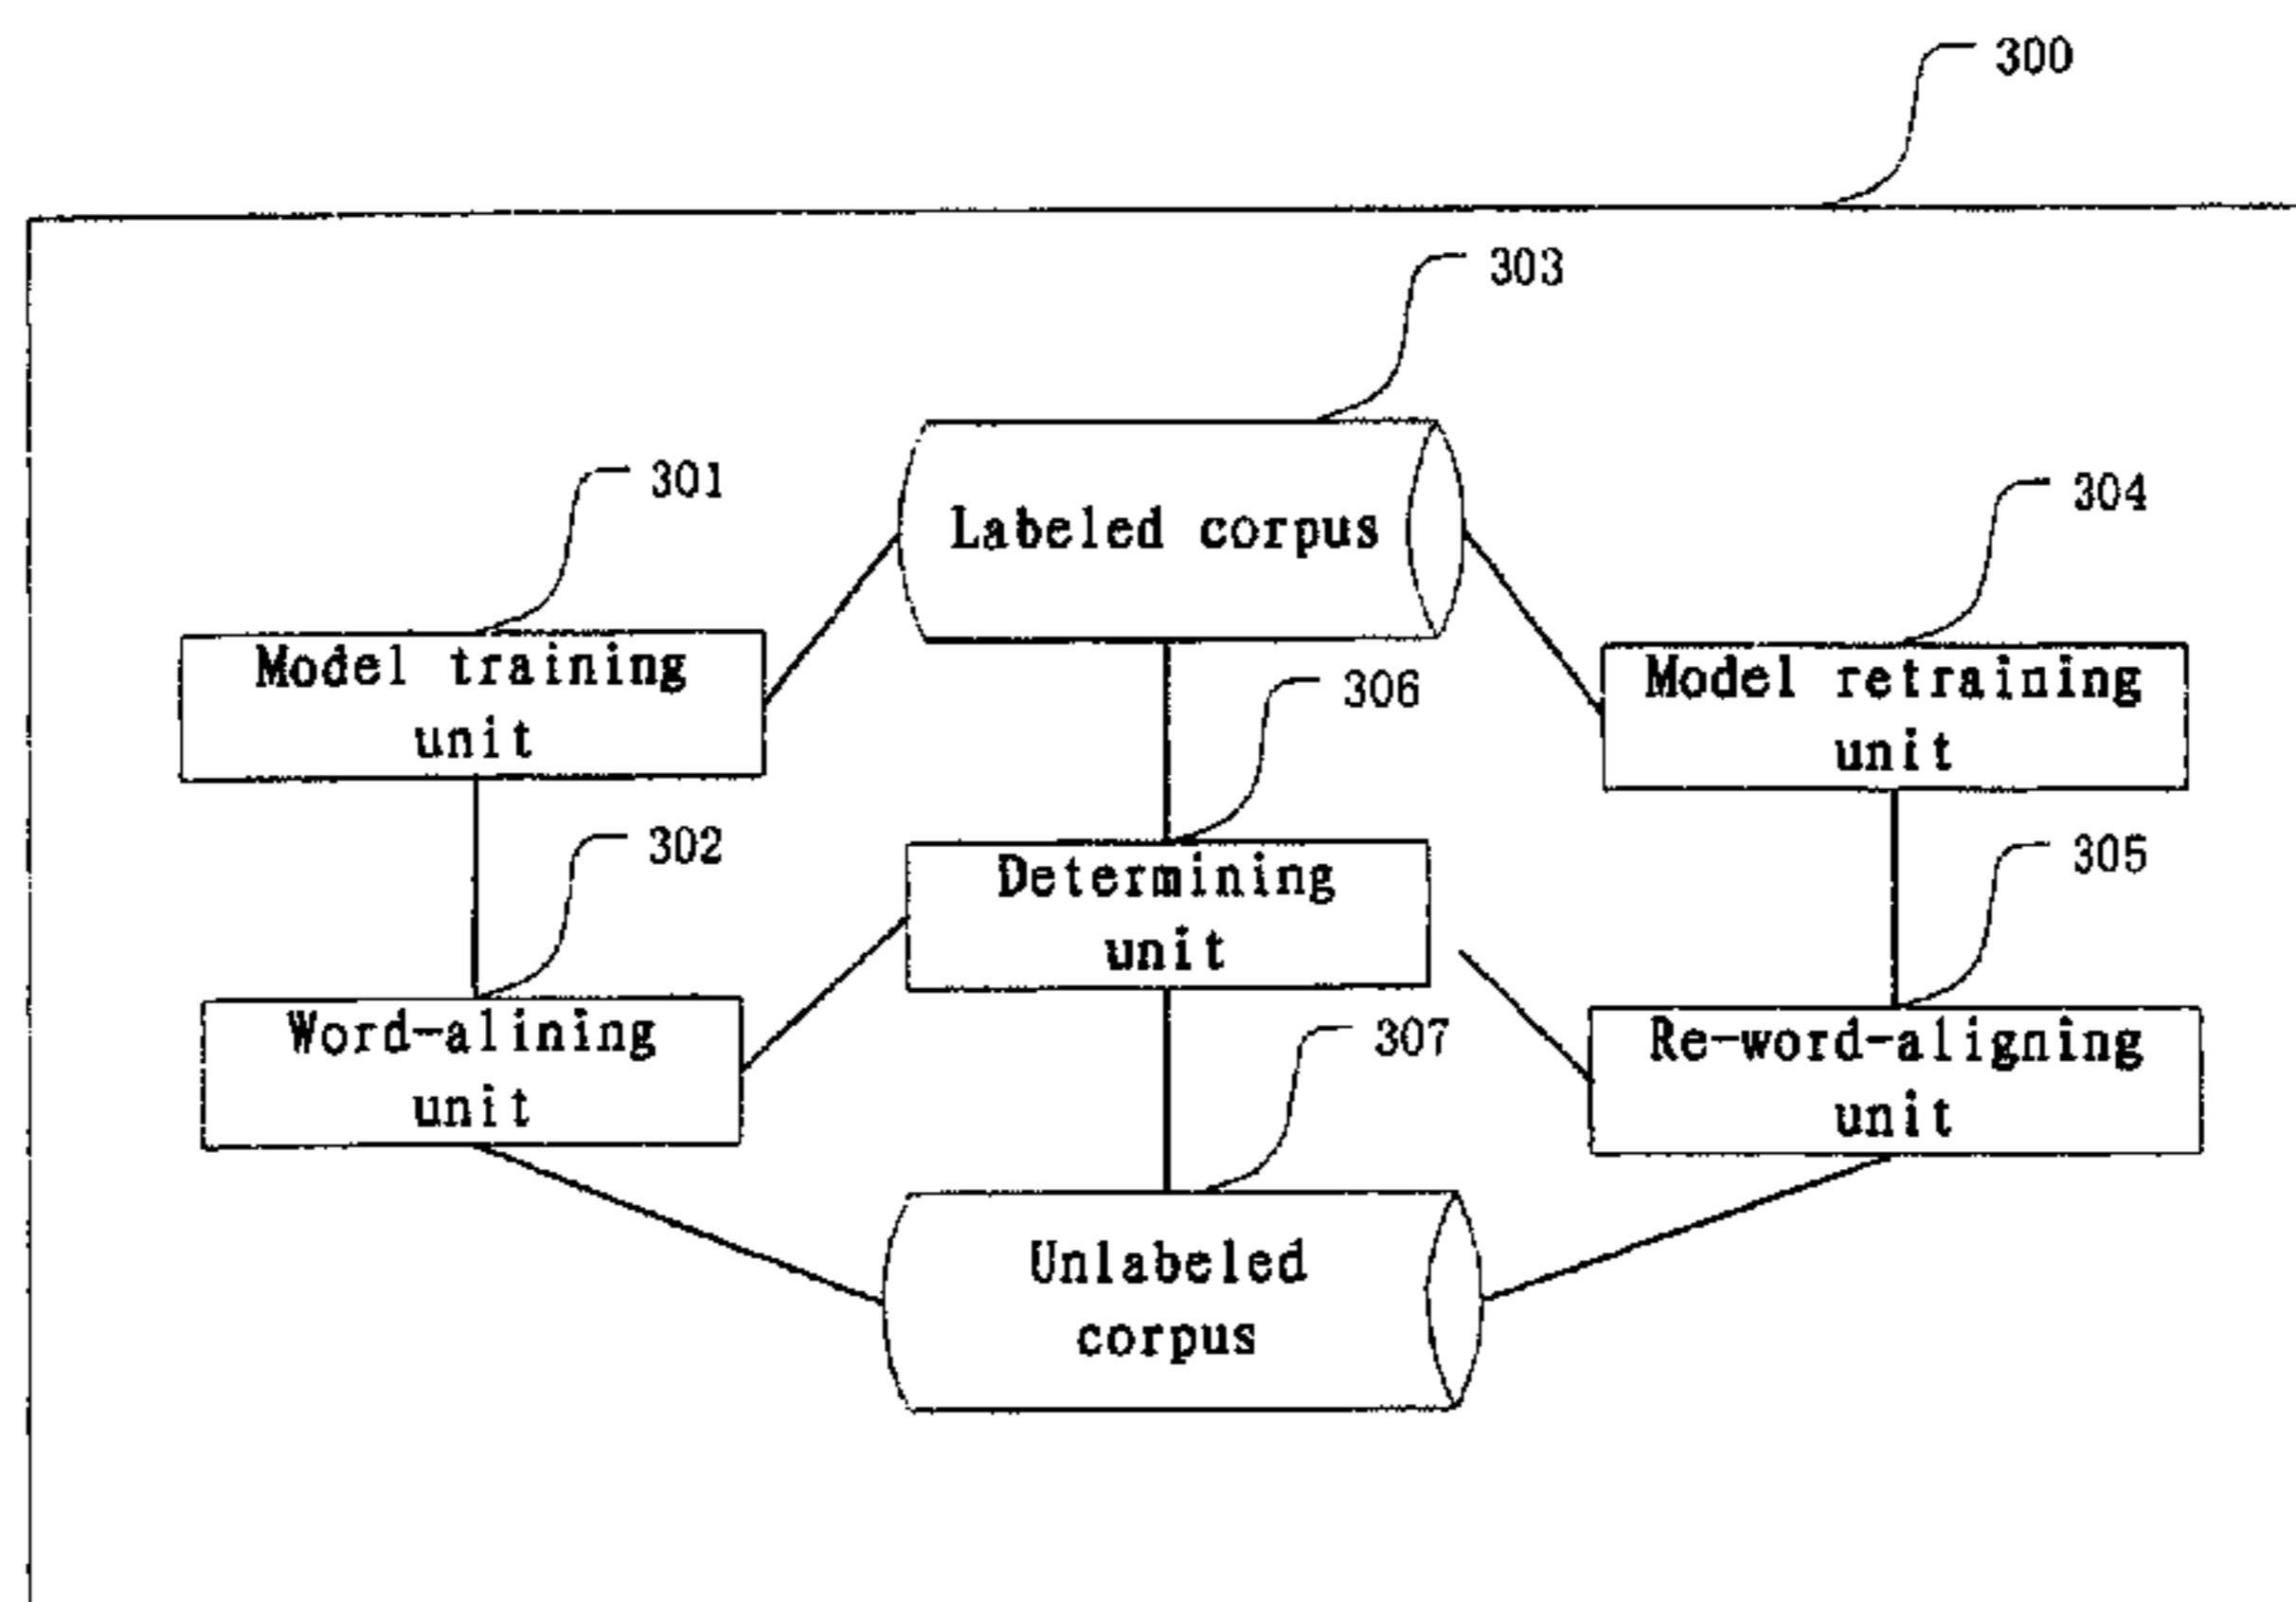 300
303
301
Labeled corpus
304
Model training
unit
306
Model retraining
unit
302
Determining
unit
305
Word-alining
unit
307
Re-word-aligning
unit
Unlabeled
corpus